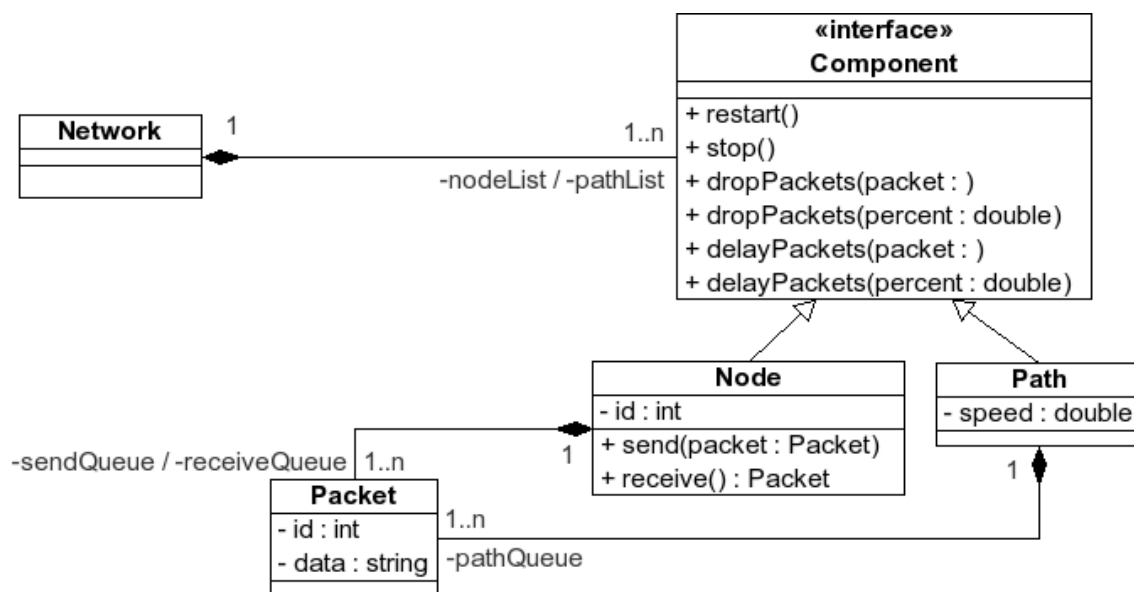 «interface»
Component
+ restart()
+ stop()
+ dropPackets(packet : )
+ dropPackets(percent : double)
+ delayPackets(packet : )
+ delayPackets(percent : double)
Network
1
1..n
-nodeList / -pathList
Node
- id : int
+ send(packet : Packet)
+ receive() : Packet
Path
- speed : double
1
1
-sendQueue / -receiveQueue
1..n
Packet
- id : int
- data : string
1..n
-pathQueue